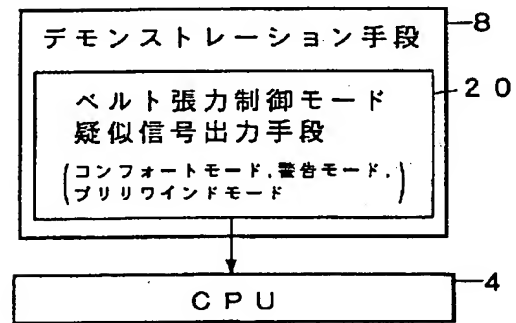 デモンストレーション手段
8
ベルト張力制御モード
20
疑似信号出力手段
(コンフォートモード,警告モード,
プリリワインドモード)
CPU
4